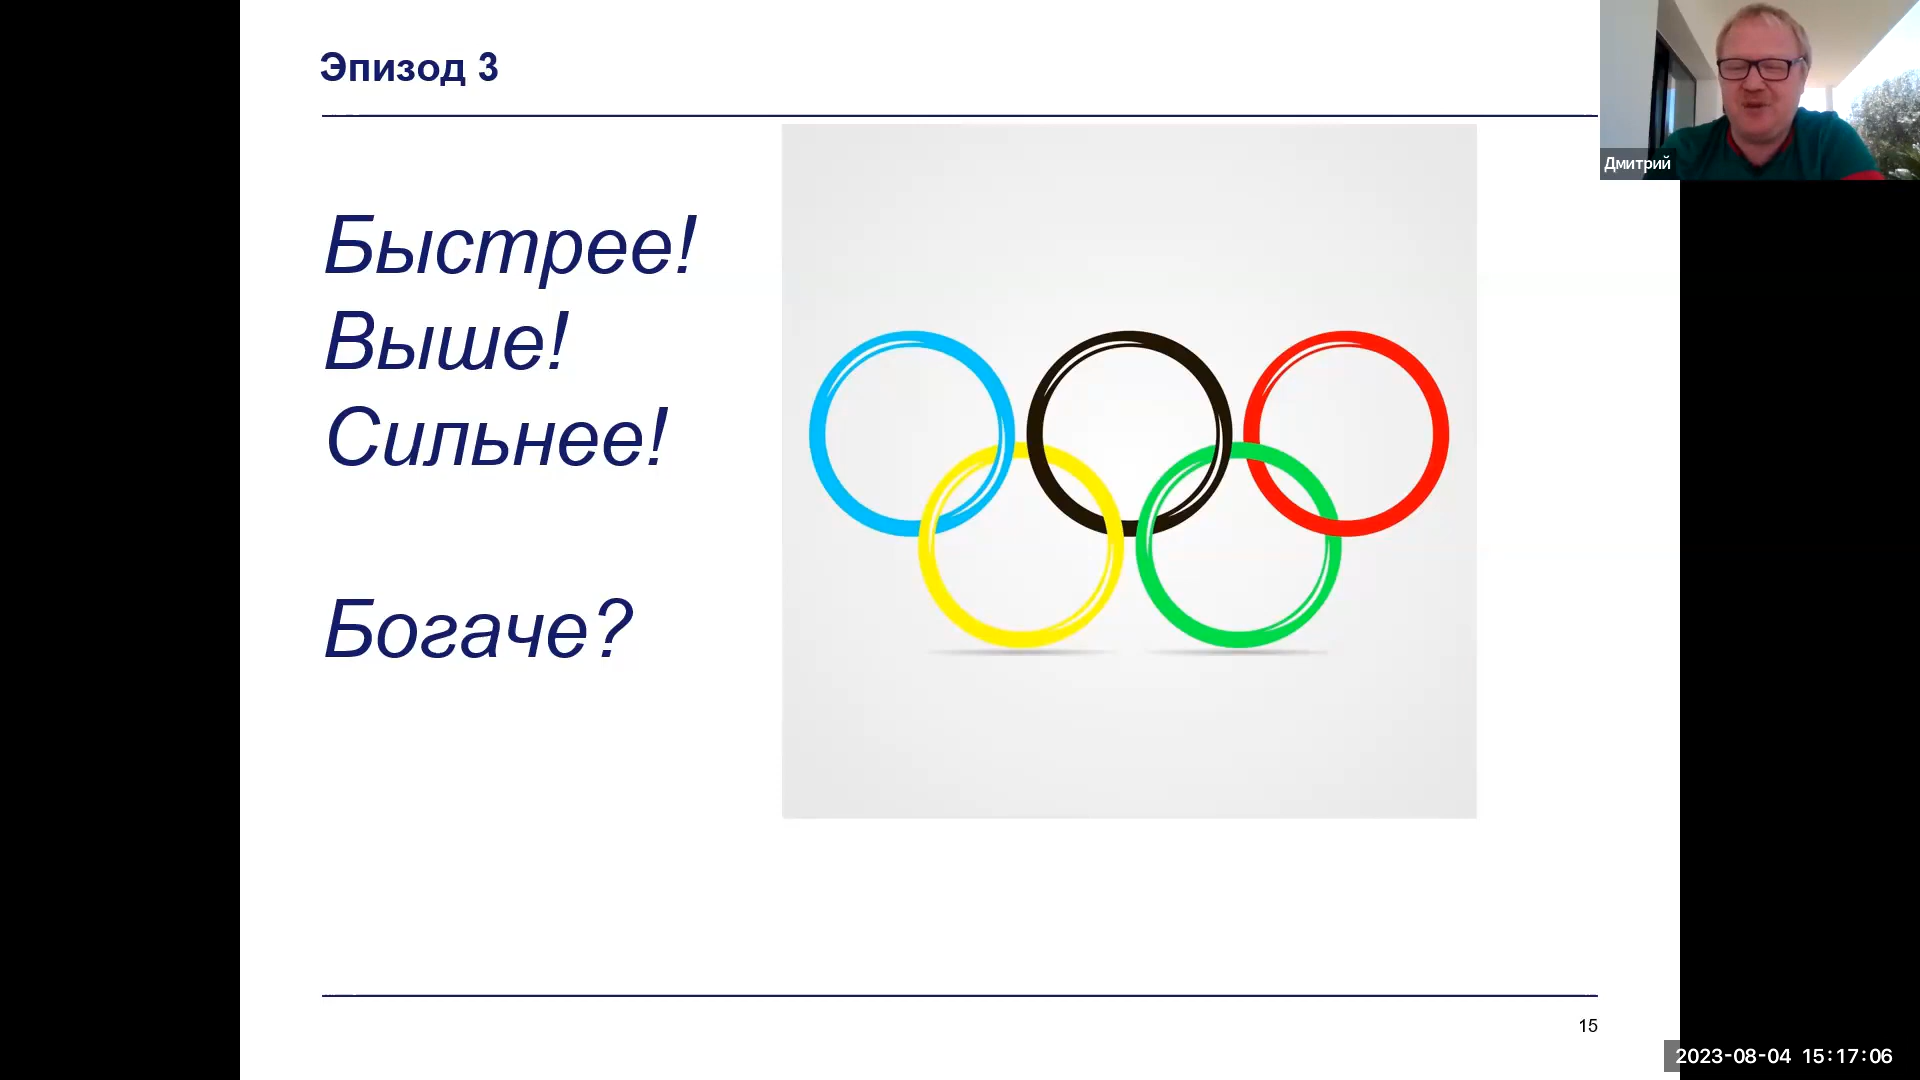 Эпизод 3
Дмитрий
Быстрее!
Выше!
Сильнее!
Богаче?
15
2023-08-04 15:17:06